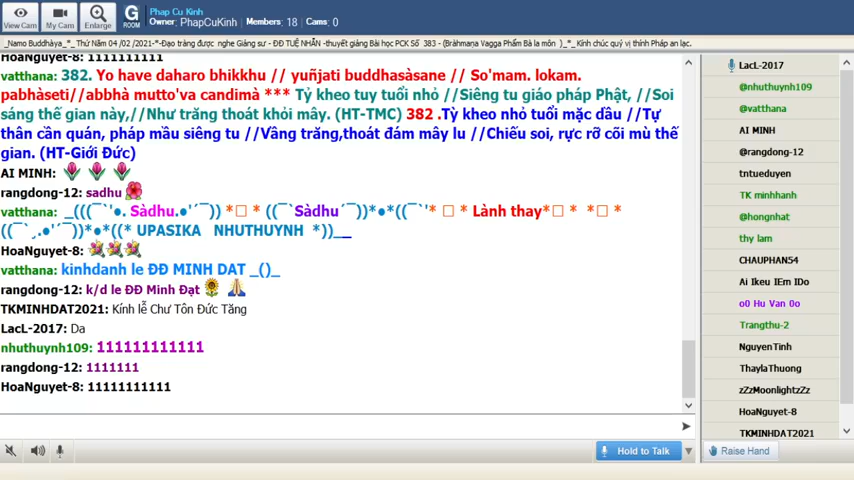 View Cam
My Cam
Enlarge
G
ROOM
Phap Cu Kinh
Owner: PhapCuKinh , Members: 18 , Cams: 0
_Namo Buddhàya_*_ Thứ Năm 04 /02 /2021-*-Đạo tràng được nghe Giảng sư - ĐĐ TUỆ NHẪN -thuyết giảng Bài học PCK Số 383 - (Bràhmaṇa Vagga Phẩm Bà la môn )_*_ Kính chúc quý vị thính Pháp an lạc.
HoaNguyet-8: 11111111111
vatthana: 382. Yo have daharo bhikkhu // yuñjati buddhasàsane // So'mam. lokam.
pabhàseti//abbhà mutto'va candimà *** Tỷ kheo tuy tuổi nhỏ //Siêng tu giáo pháp Phật, //Soi
sáng thế gian này,//Như trăng thoát khỏi mây. (HT-TMC) 382 .Tỳ kheo nhỏ tuổi mặc dầu //Tự
thân cần quán, pháp mầu siêng tu //Vầng trăng,thoát đám mây lu //Chiếu soi, rực rỡ cõi mù thế
gian. (HT-Giới Đức)
AI MINH:
rangdong-12: sadhu
vatthana: _(((¯`'●. Sàdhu.●'´¯)) *□ * ((¯`Sàdhu´¯))*●*((¯`'* □ * Lành thay*□ * *□ *
((¯`¸.●'´¯))*●*((* UPASIKA NHUTHUYNH *))__
HoaNguyet-8:
vatthana: kinhdanh le ĐĐ MINH DAT _()_
rangdong-12: k/d le ĐĐ Minh Đạt
TKMINHDAT2021: Kính lễ Chư Tôn Đức Tăng
LacL-2017: Da
nhuthuynh109: 111111111111
rangdong-12: 1111111
HoaNguyet-8: 11111111111
Hold to Talk
LacL-2017
@nhuthuynh109
@vatthana
AI MINH
@rangdong-12
tntueduyen
TK minhhanh
@hongnhat
thy lam
CHAUPHAN54
Ai Ikeu IEm IDo
o0 Hu Van 0o
Trangthu-2
NguyenTinh
ThaylaThuong
zZzMoonlightzZz
HoaNguyet-8
TKMINHDAT2021
Raise Hand